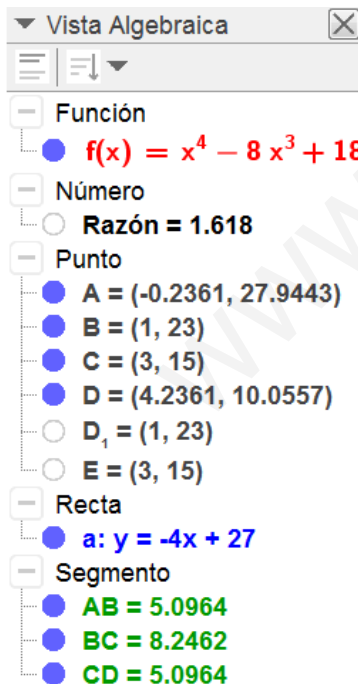 Vista Algebraica
Función
f(x) = x⁴ − 8 x³ + 18
Número
Razón = 1.618
Punto
A = (-0.2361, 27.9443)
B = (1, 23)
C = (3, 15)
D = (4.2361, 10.0557)
D₁ = (1, 23)
E = (3, 15)
Recta
a: y = -4x + 27
Segmento
AB = 5.0964
BC = 8.2462
CD = 5.0964